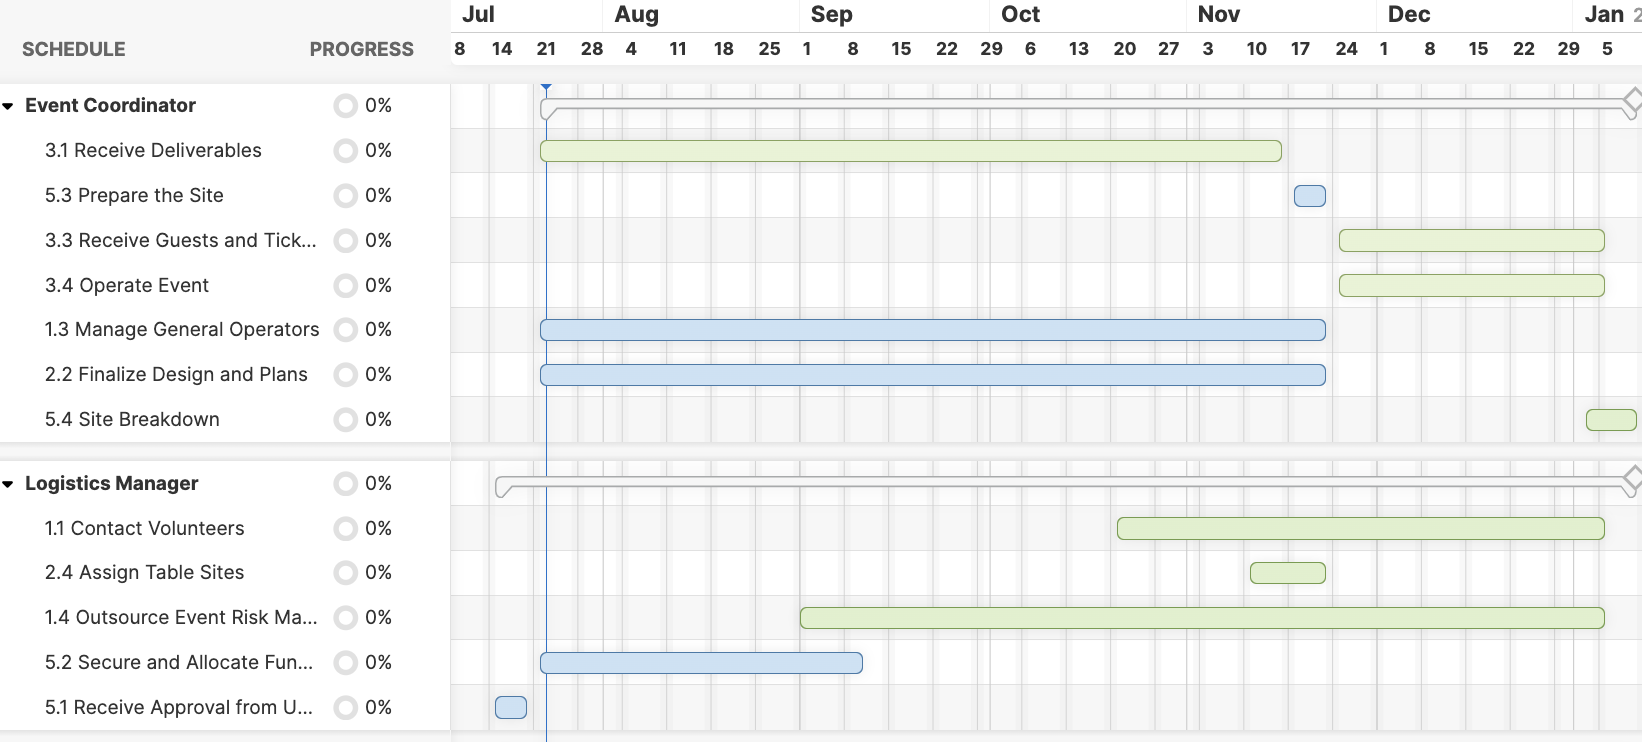 Jul Aug Sep Oct Nov Dec Jan 2
SCHEDULE PROGRESS 8 14 21 28 4 11 18 25 1 8 15 22 29 6 13 20 27 3 10 17 24 1 8 15 22 29 5
Event Coordinator 0%
3.1 Receive Deliverables 0%
5.3 Prepare the Site 0%
3.3 Receive Guests and Tick... 0%
3.4 Operate Event 0%
1.3 Manage General Operators 0%
2.2 Finalize Design and Plans 0%
5.4 Site Breakdown 0%
Logistics Manager 0%
1.1 Contact Volunteers 0%
2.4 Assign Table Sites 0%
1.4 Outsource Event Risk Ma... 0%
5.2 Secure and Allocate Fun... 0%
5.1 Receive Approval from U... 0%